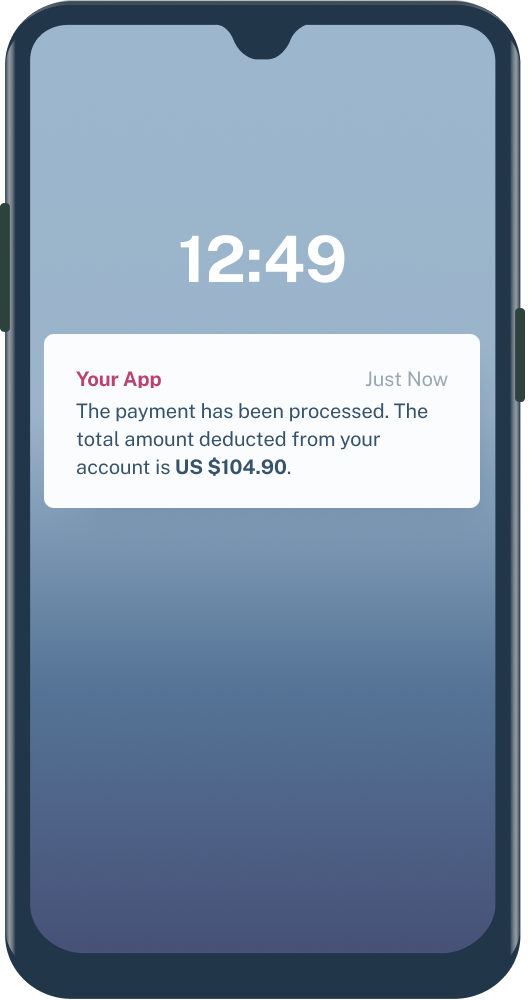 12:49
Your App Just Now
The payment has been processed. The
total amount deducted from your
account is US $104.90.